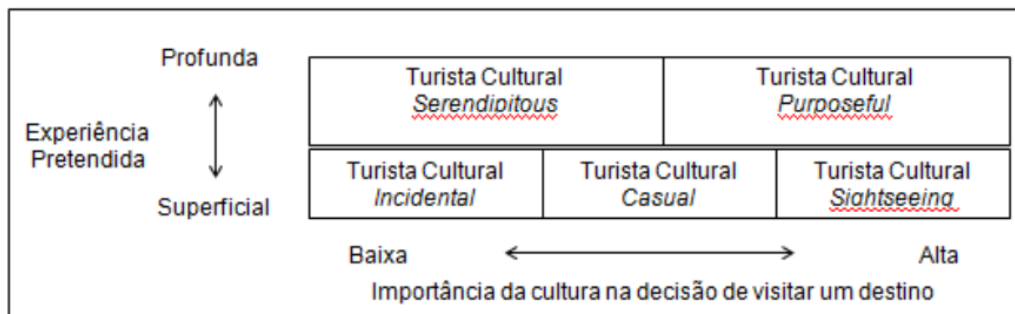 Profunda
Experiência
Pretendida
Superficial
Turista Cultural
Serendipitous
Turista Cultural
Purposeful
Turista Cultural
Incidental
Turista Cultural
Casual
Turista Cultural
Sightseeing
Baixa
Alta
Importância da cultura na decisão de visitar um destino